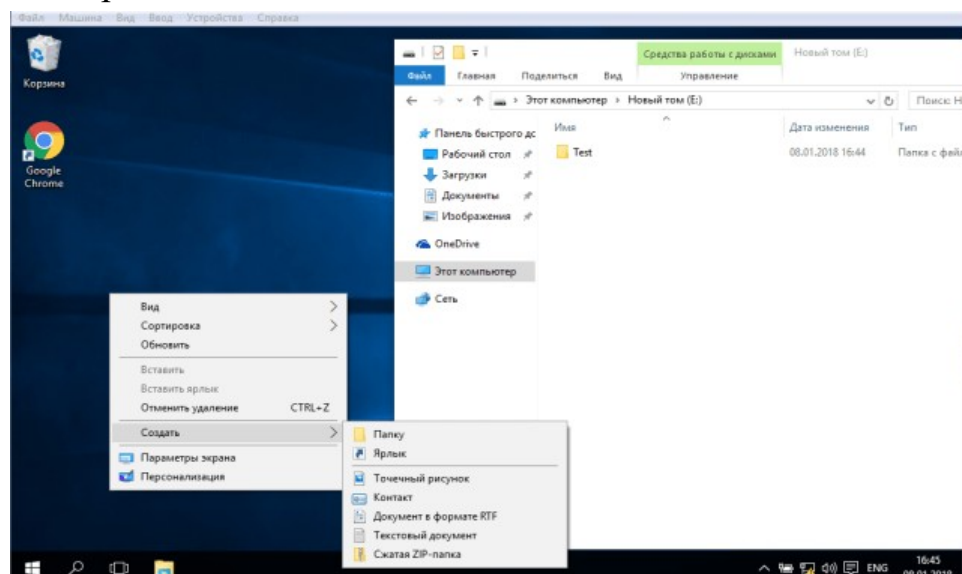 Файл Машина Вид Ввод Устройства Справка
Корзина
Google
Chrome
Средства работы с дисками
Новый том (E:)
Файл Главная Поделиться Вид Управление
Этот компьютер > Новый том (E:)
Поиск: Н
Имя
Дата изменения
Тип
Test
08.01.2018 16:44
Папка с фай
Панель быстрого дс
Рабочий стол
Загрузки
Документы
Изображения
OneDrive
Этот компьютер
Сеть
Вид
Сортировка
Обновить
Вставить
Вставить ярлык
Отменить удаление CTRL+Z
Создать
Параметры экрана
Персонализация
Папку
Ярлык
Точечный рисунок
Контакт
Документ в формате RTF
Текстовый документ
Сжатая ZIP-папка
ENG
16:45
08.01.2018